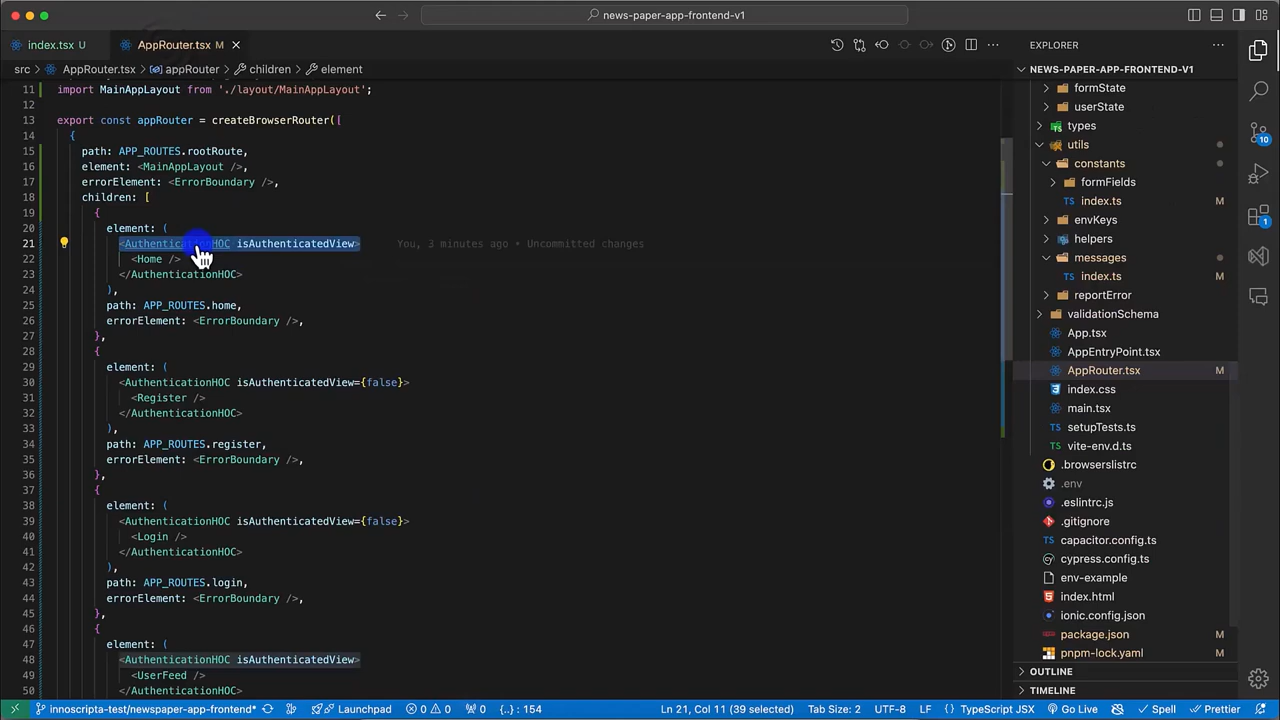 news-paper-app-frontend-v1
index.tsx U
AppRouter.tsx M
src > AppRouter.tsx > appRouter > children > element
11 import MainAppLayout from './layout/MainAppLayout';
12
13 export const appRouter = createBrowserRouter([
14 {
15 path: APP_ROUTES.rootRoute,
16 element: <MainAppLayout />,
17 errorElement: <ErrorBoundary />,
18 children: [
19 {
20 element: (
21 <AuthenticationHOC isAuthenticatedView> You, 3 minutes ago • Uncommitted changes
22 <Home />
23 </AuthenticationHOC>
24 ),
25 path: APP_ROUTES.home,
26 errorElement: <ErrorBoundary />,
27 },
28 {
29 element: (
30 <AuthenticationHOC isAuthenticatedView={false}>
31 <Register />
32 </AuthenticationHOC>
33 ),
34 path: APP_ROUTES.register,
35 errorElement: <ErrorBoundary />,
36 },
37 {
38 element: (
39 <AuthenticationHOC isAuthenticatedView={false}>
40 <Login />
41 </AuthenticationHOC>
42 ),
43 path: APP_ROUTES.login,
44 errorElement: <ErrorBoundary />,
45 },
46 {
47 element: (
48 <AuthenticationHOC isAuthenticatedView>
49 <UserFeed />
50 </AuthenticationHOC>
EXPLORER
NEWS-PAPER-APP-FRONTEND-V1
formState
userState
types
utils
constants
formFields
index.ts
envKeys
helpers
messages
index.ts
reportError
validationSchema
App.tsx
AppEntryPoint.tsx
AppRouter.tsx M
index.css
main.tsx
setupTests.ts
vite-env.d.ts
.browserslistrc
.env
.eslintrc.js
.gitignore
capacitor.config.ts
cypress.config.ts
env-example
index.html
ionic.config.json
package.json M
pnpm-lock.yaml M
OUTLINE
TIMELINE
10
2
innoscripta-test/newspaper-app-frontend* Launchpad 0 0 0 {..} : 154 Ln 21, Col 11 (39 selected) Tab Size: 2 UTF-8 LF {} TypeScript JSX Go Live Spell Prettier